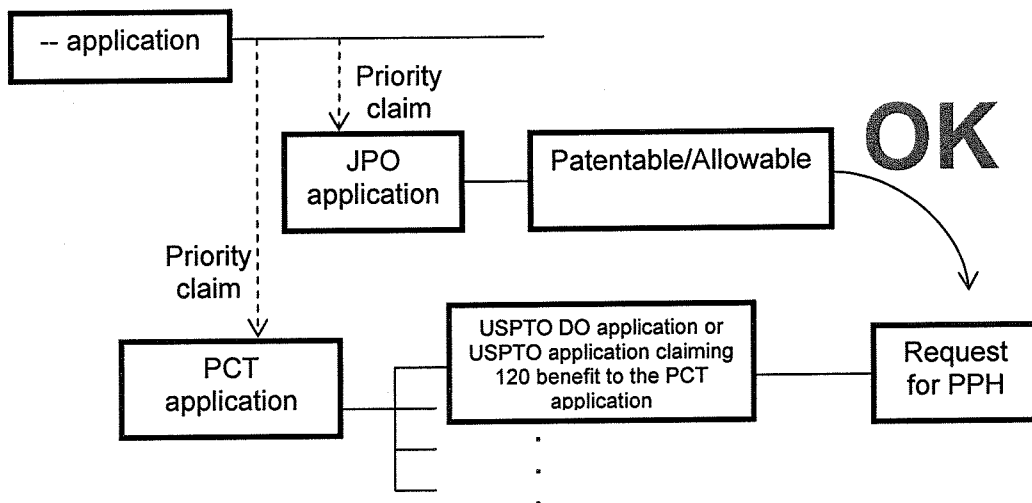 -- application
Priority
claim
JPO
application
Patentable/Allowable
OK
Priority
claim
PCT
application
USPTO DO application or
USPTO application claiming
120 benefit to the PCT
application
Request
for PPH